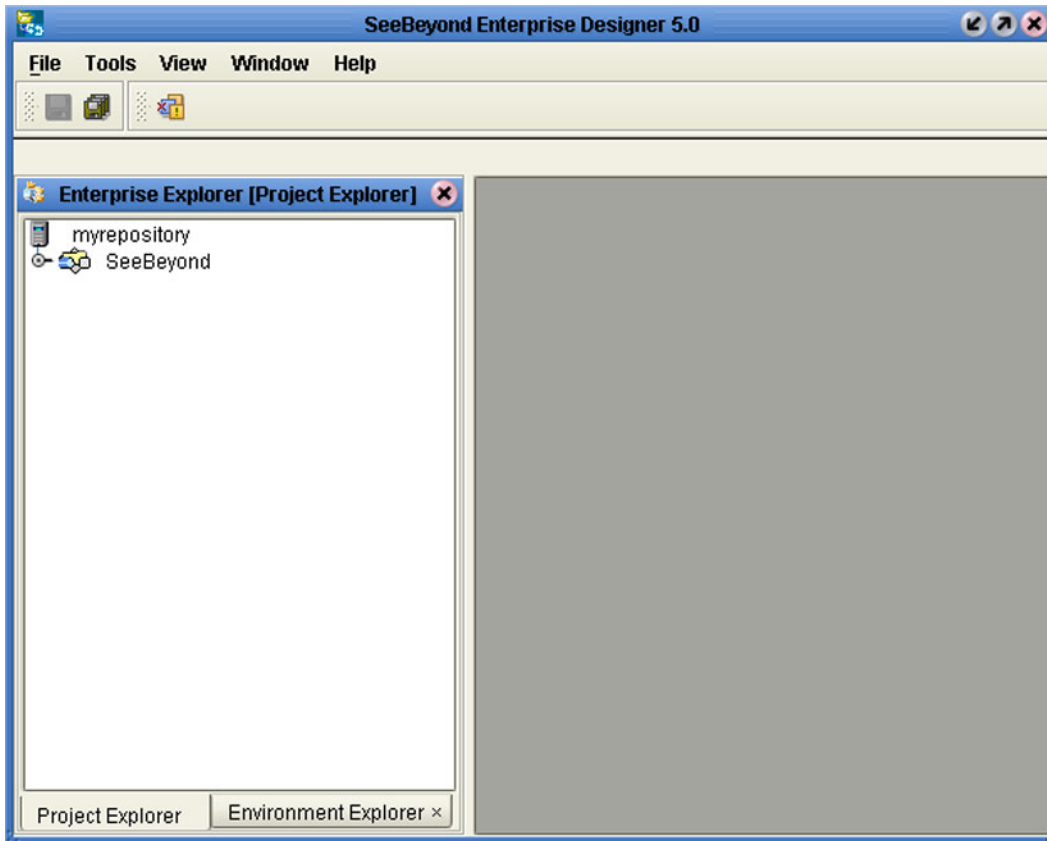 SeeBeyond Enterprise Designer 5.0
File Tools View Window Help
Enterprise Explorer [Project Explorer]
myrepository
SeeBeyond
Project Explorer Environment Explorer ×